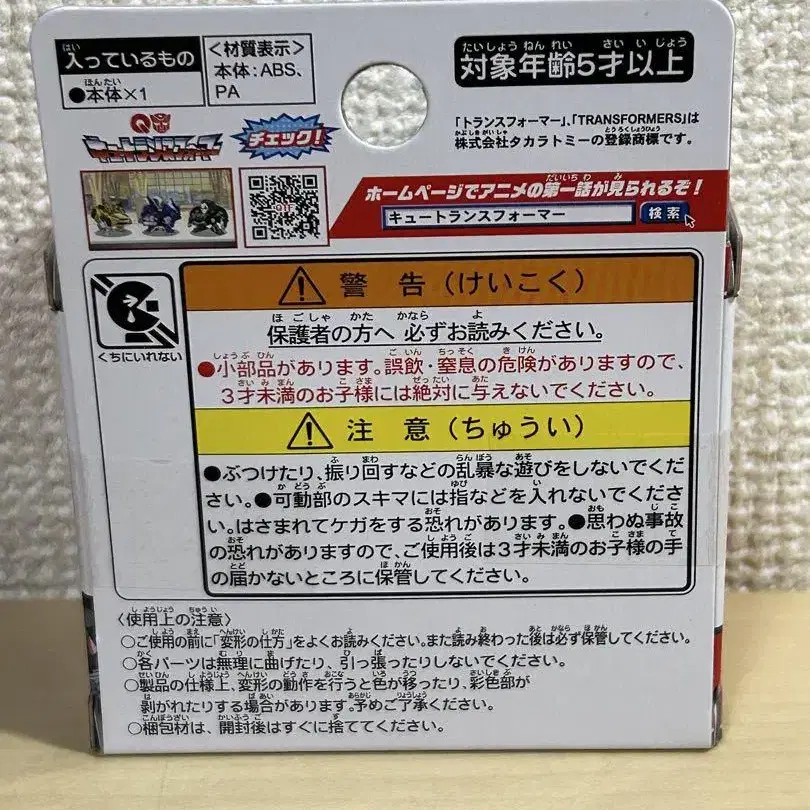 入っているもの
●本体×1
<材質表示>
本体:ABS、
PA
対象年齢5才以上
「トランスフォーマー」、「TRANSFORMERS」は
株式会社タカラトミーの登録商標です。
Q
キュートランスフォーマー
チェック!
QTF
ホームページでアニメの第一話が見られるぞ!
キュートランスフォーマー
検索
くちにいれない
警告(けいこく)
保護者の方へ 必ずお読みください。
●小部品があります。誤飲・窒息の危険がありますので、
3才未満のお子様には絶対に与えないでください。
注意(ちゅうい)
●ぶつけたり、振り回すなどの乱暴な遊びをしないでくだ
さい。●可動部のスキマには指などを入れないでくださ
い。はさまれてケガをする恐れがあります。●思わぬ事故
の恐れがありますので、ご使用後は3才未満のお子様の手
の届かないところに保管してください。
〈使用上の注意〉
○ご使用の前に「変形の仕方」をよくお読みください。また読み終わった後は必ず保管してください。
○各パーツは無理に曲げたり、引っ張ったりしないでください。
○製品の仕様上、変形の動作を行うと色が移ったり、彩色部が
剥がれたりする場合があります。予めご了承ください。
○梱包材は、開封後はすぐに捨ててください。